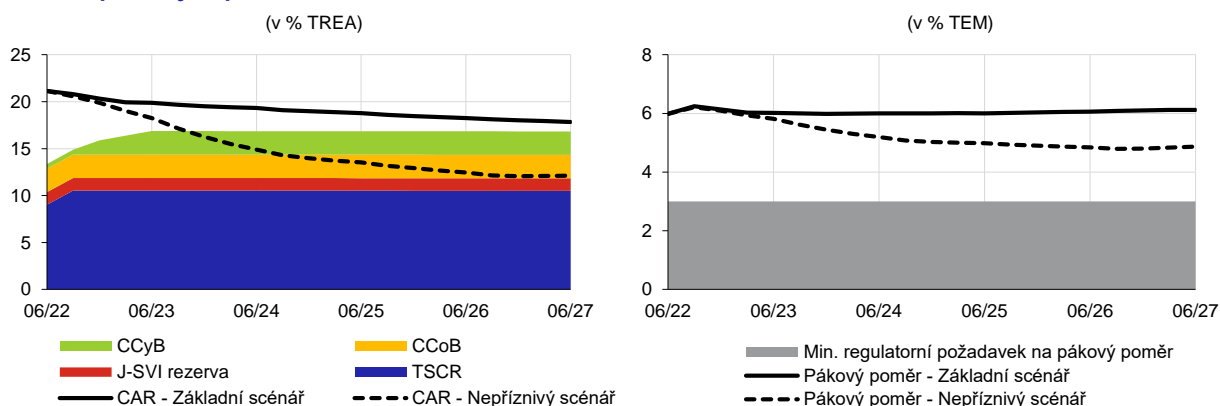 (v % TREA)
25
20
15
10
5
0
06/22 06/23 06/24 06/25 06/26 06/27
CCyB CCoB
J-SVI rezerva TSCR
CAR - Základní scénář CAR - Nepříznivý scénář
(v % TEM)
8
6
4
2
0
06/22 06/23 06/24 06/25 06/26 06/27
Min. regulatorní požadavek na pákový poměr
Pákový poměr - Základní scénář
Pákový poměr - Nepříznivý scénář